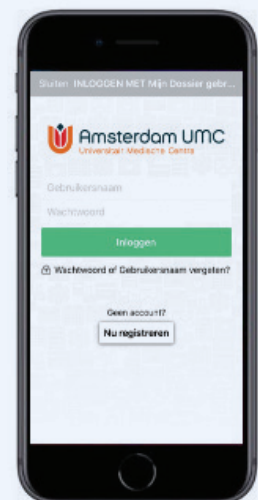 Sluiten INLOGGEN MET Mijn Dossier gebr...
Amsterdam UMC
Universitair Medische Centra
Gebruikersnaam
Wachtwoord
Inloggen
Wachtwoord of Gebruikersnaam vergeten?
Geen account?
Nu registreren